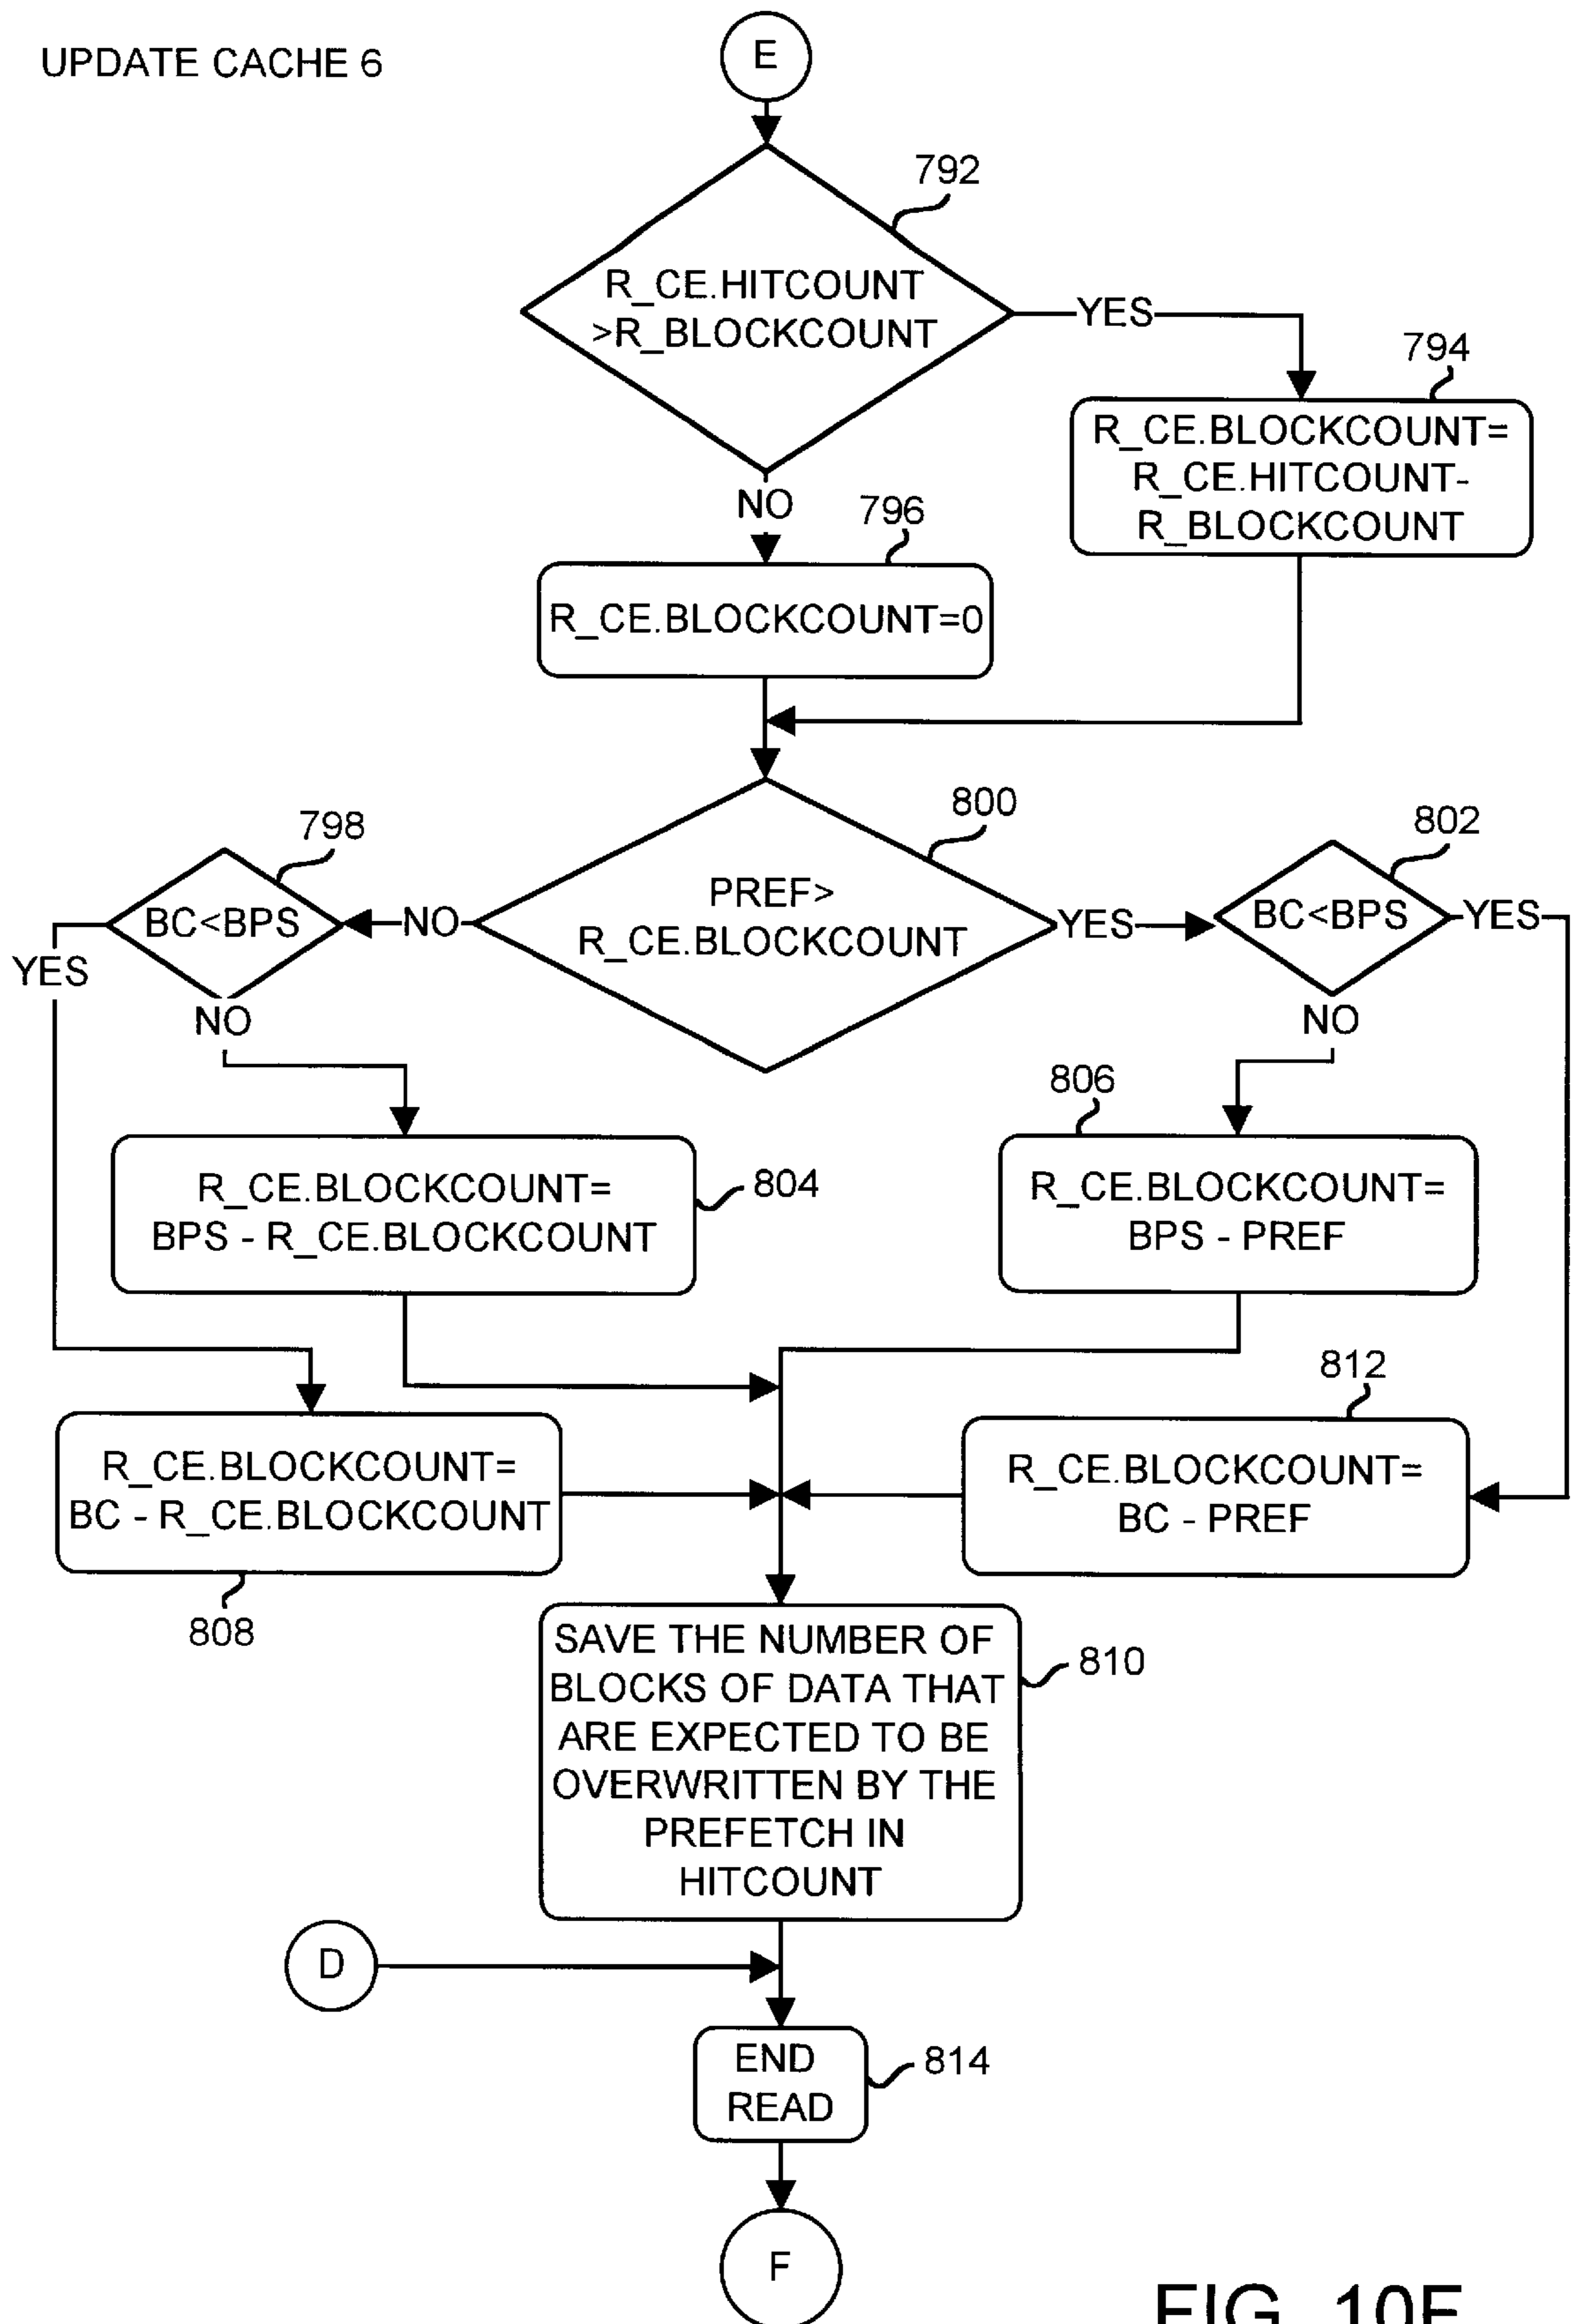 UPDATE CACHE 6
E
792
R_CE.HITCOUNT
>R_BLOCKCOUNT
YES
794
R_CE.BLOCKCOUNT=
R_CE.HITCOUNT-
R_BLOCKCOUNT
NO
796
R_CE.BLOCKCOUNT=0
798
800
802
BC<BPS
NO
PREF>
R_CE.BLOCKCOUNT
YES
BC<BPS
YES
YES
NO
NO
806
R_CE.BLOCKCOUNT=
BPS - R_CE.BLOCKCOUNT
804
R_CE.BLOCKCOUNT=
BPS - PREF
812
R_CE.BLOCKCOUNT=
BC - R_CE.BLOCKCOUNT
R_CE.BLOCKCOUNT=
BC - PREF
808
SAVE THE NUMBER OF
BLOCKS OF DATA THAT
ARE EXPECTED TO BE
OVERWRITTEN BY THE
PREFETCH IN
HITCOUNT
810
D
END
READ
814
F